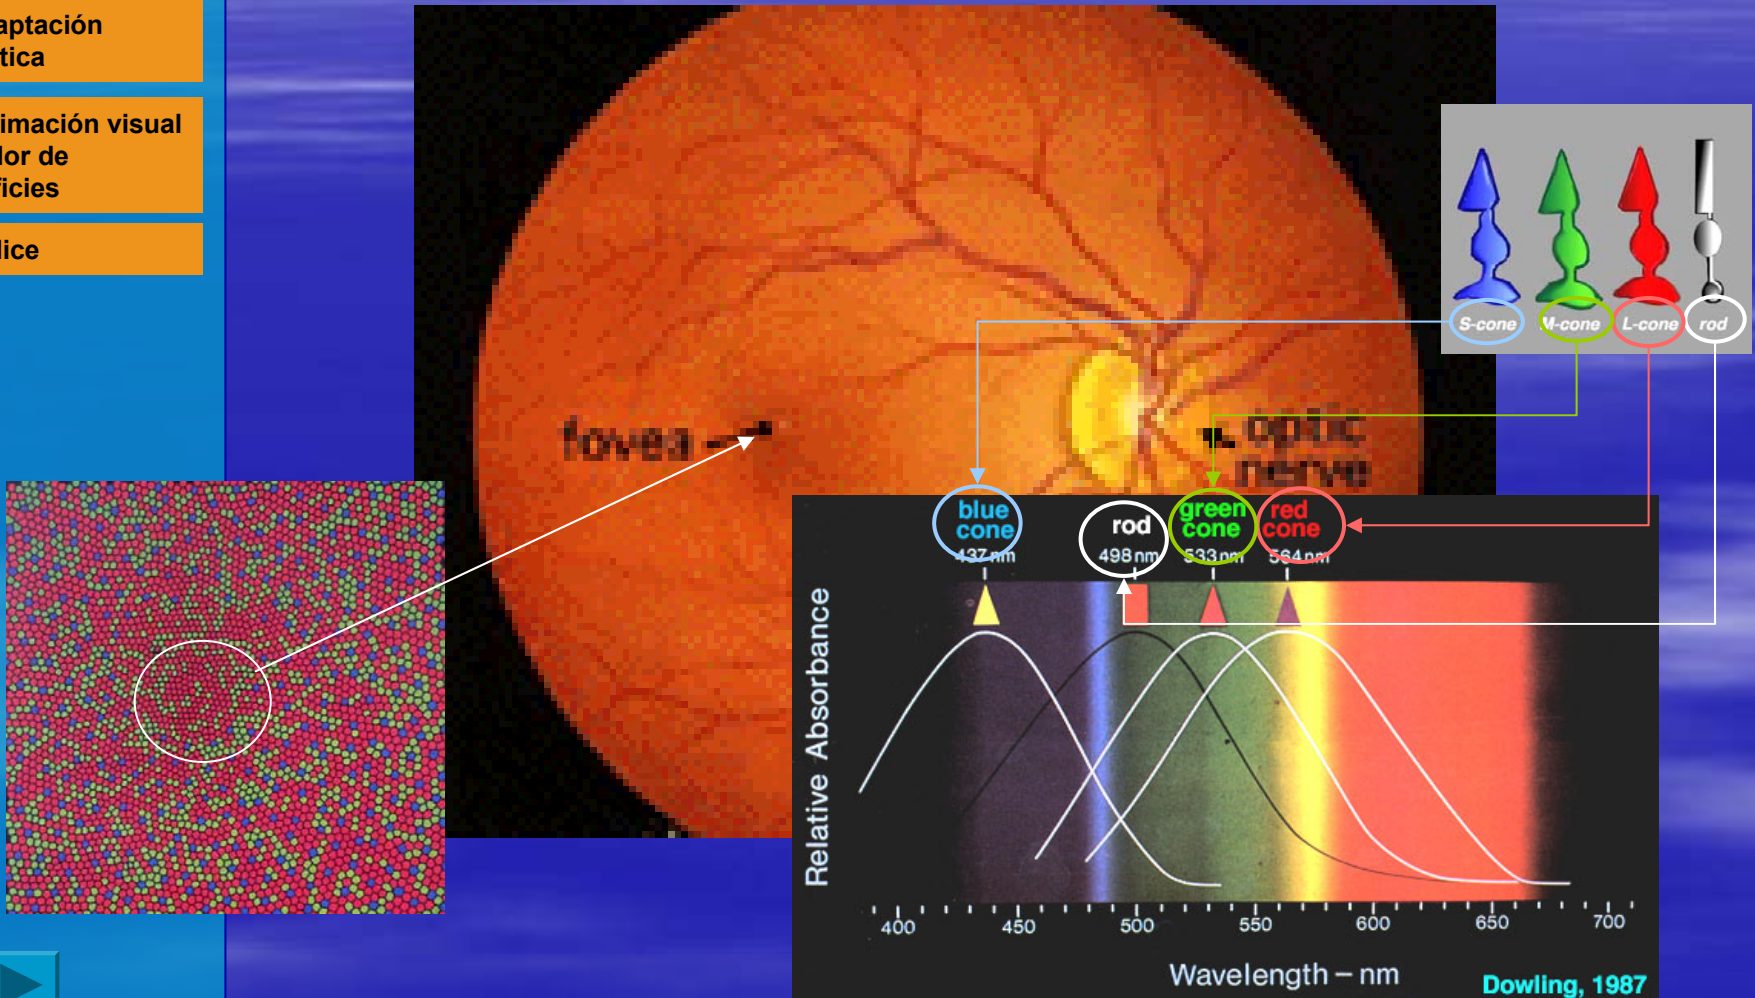 aptación
tica
imación visual
lor de
ficies
lice
fovea
optic
nerve
S-cone M-cone L-cone rod
blue
cone
437 nm
rod
498 nm
green
cone
533 nm
red
cone
564 nm
Relative Absorbance
400 450 500 550 600 650 700
Wavelength – nm
Dowling, 1987